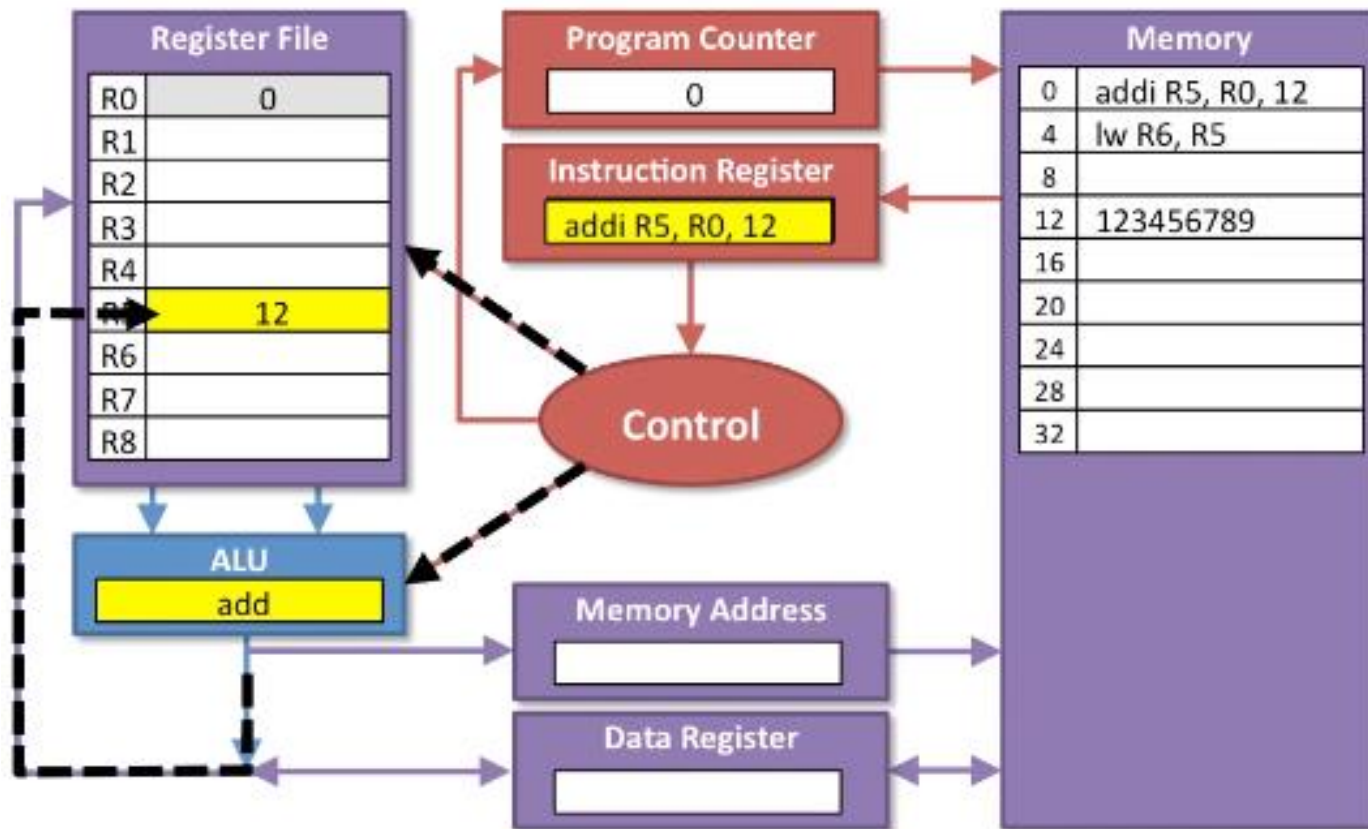 Register File
R0 0
R1
R2
R3
R4
12
R6
R7
R8
ALU
add
Program Counter
0
Instruction Register
addi R5, R0, 12
Control
Memory Address
Data Register
Memory
0 addi R5, R0, 12
4 lw R6, R5
8
12 123456789
16
20
24
28
32